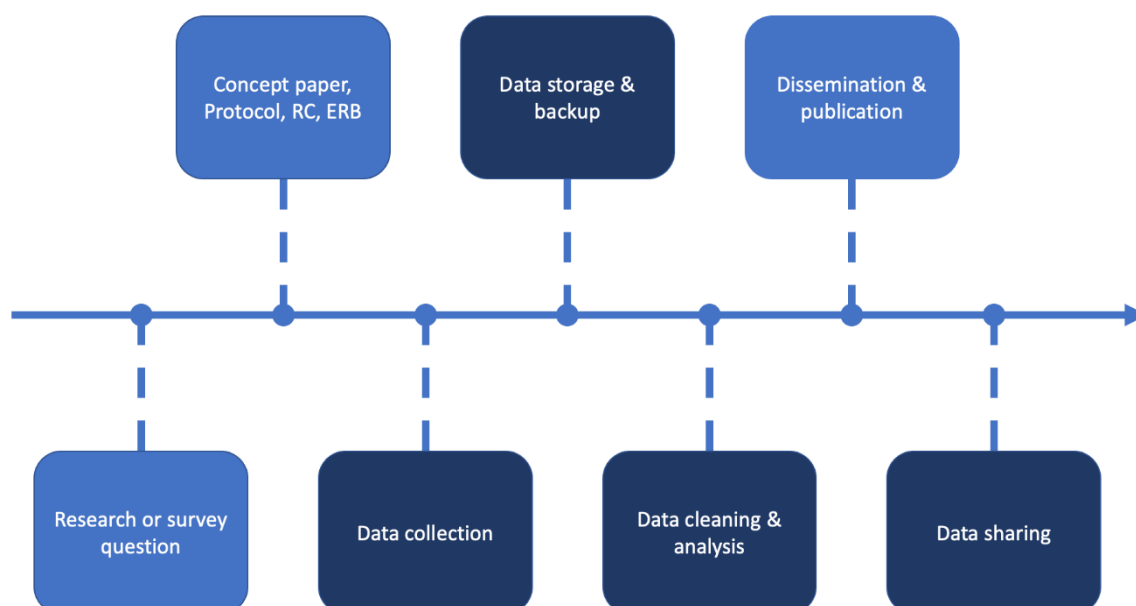 Concept paper,
Protocol, RC, ERB
Data storage &
backup
Dissemination &
publication
Research or survey
question
Data collection
Data cleaning &
analysis
Data sharing